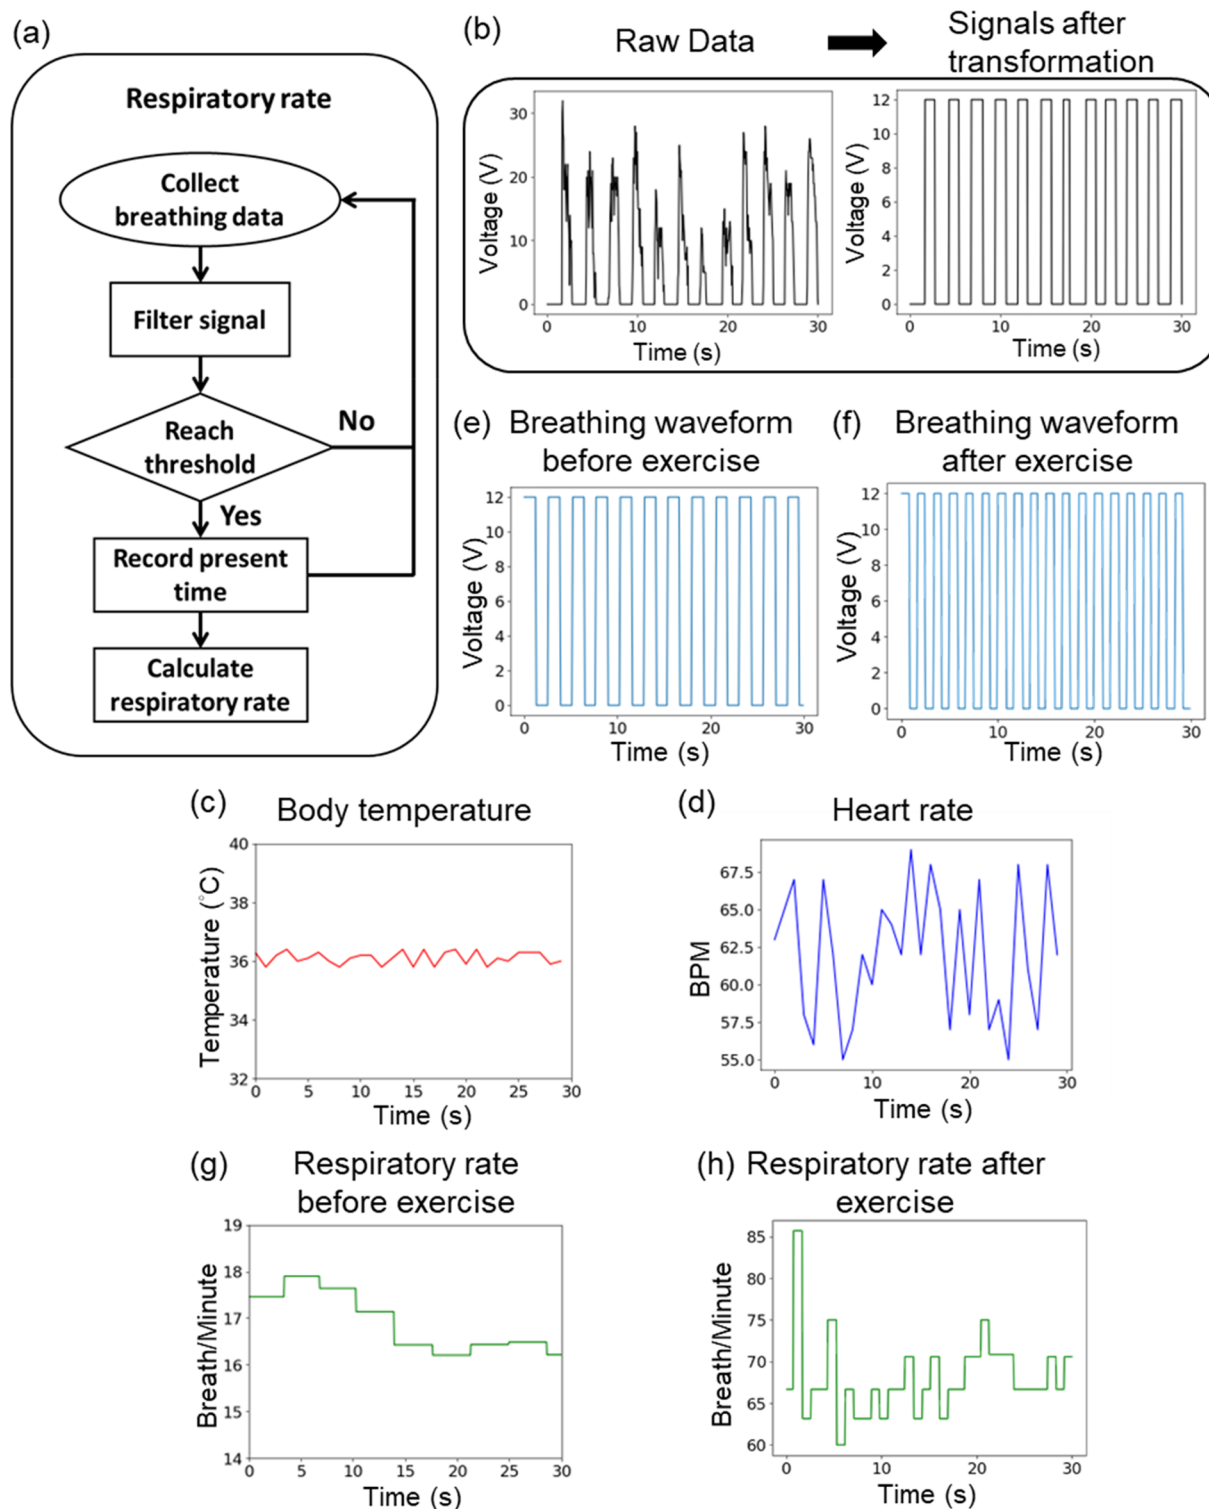 (a)
Respiratory rate
Collect
breathing data
Filter signal
Reach
threshold
No
Yes
Record present
time
Calculate
respiratory rate
(b)
Raw Data
Signals after
transformation
Voltage (V)
30
20
10
0
0 10 20 30
Time (s)
Voltage (V)
12
10
8
6
4
2
0
0 10 20 30
Time (s)
(e) Breathing waveform
before exercise
Voltage (V)
12
10
8
6
4
2
0
0 10 20 30
Time (s)
(f) Breathing waveform
after exercise
Voltage (V)
12
10
8
6
4
2
0
0 10 20 30
Time (s)
(c) Body temperature
Temperature (°C)
40
38
36
34
32
0 5 10 15 20 25 30
Time (s)
(d) Heart rate
BPM
67.5
65.0
62.5
60.0
57.5
55.0
0 10 20 30
Time (s)
(g) Respiratory rate
before exercise
Breath/Minute
19
18
17
16
15
14
0 5 10 15 20 25 30
Time (s)
(h) Respiratory rate after
exercise
Breath/Minute
85
80
75
70
65
60
0 10 20 30
Time (s)